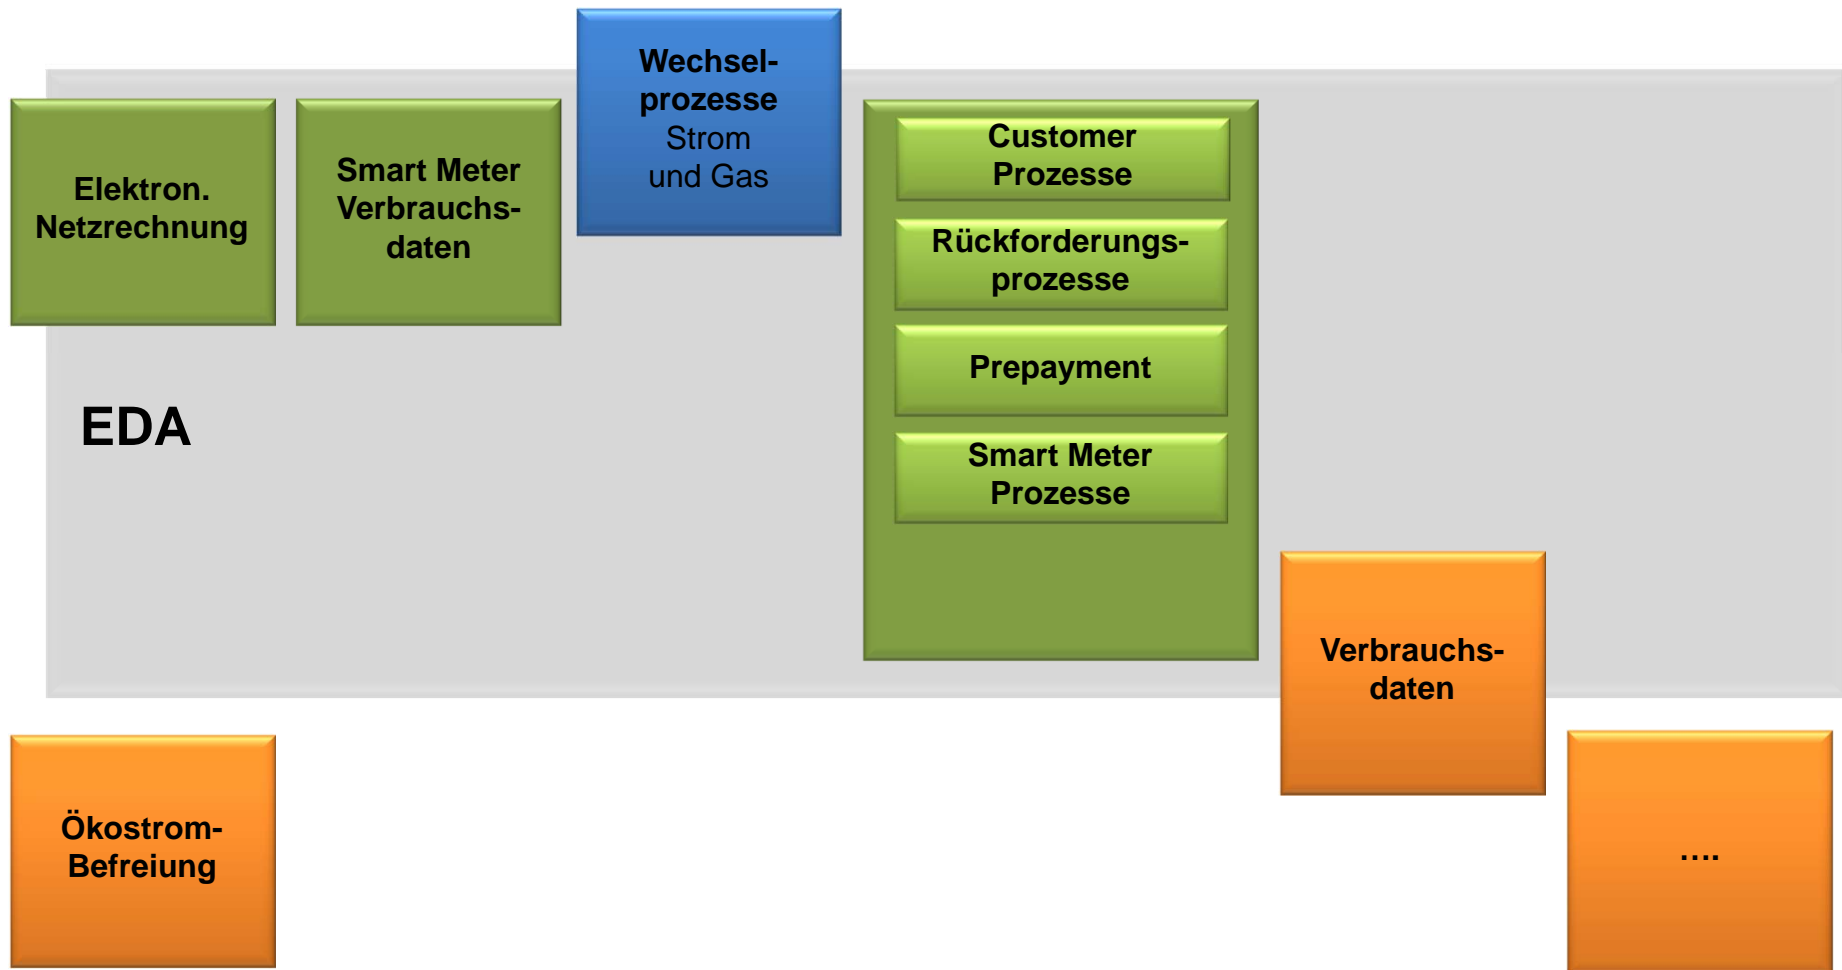 Elektron.
Netzrechnung
Smart Meter
Verbrauchs-
daten
Wechsel-
prozesse
Strom
und Gas
Customer
Prozesse
Rückforderungs-
prozesse
Prepayment
Smart Meter
Prozesse
EDA
Verbrauchs-
daten
Ökostrom-
Befreiung
....